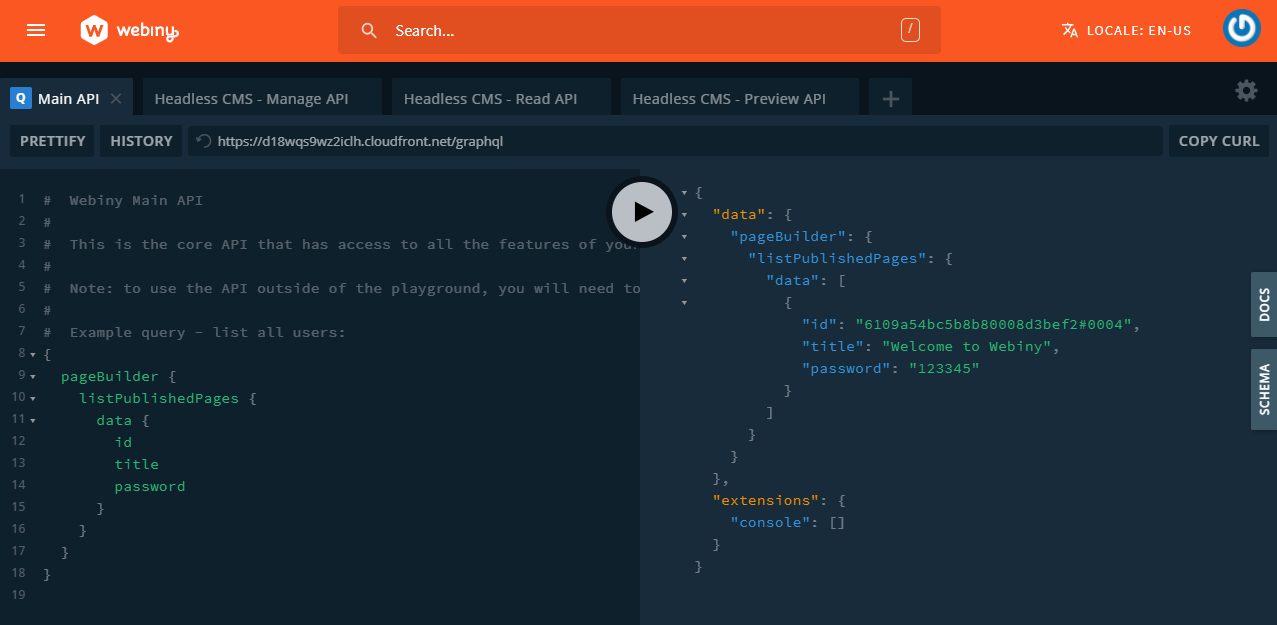 webiny
Search...
/
LOCALE: EN-US
Q Main API
Headless CMS - Manage API
Headless CMS - Read API
Headless CMS - Preview API
PRETTIFY
HISTORY
https://d18wqs9wz2iclh.cloudfront.net/graphql
COPY CURL
1 #  Webiny Main API
2 #
3 #  This is the core API that has access to all the features of you
4 #
5 #  Note: to use the API outside of the playground, you will need to
6 #
7 #  Example query - list all users:
8 {
9   pageBuilder {
10     listPublishedPages {
11       data {
12         id
13         title
14         password
15       }
16     }
17   }
18 }
19
{
  "data": {
    "pageBuilder": {
      "listPublishedPages": {
        "data": [
          {
            "id": "6109a54bc5b8b80008d3bef2#0004",
            "title": "Welcome to Webiny",
            "password": "123345"
          }
        ]
      }
    }
  },
  "extensions": {
    "console": []
  }
}
DOCS
SCHEMA